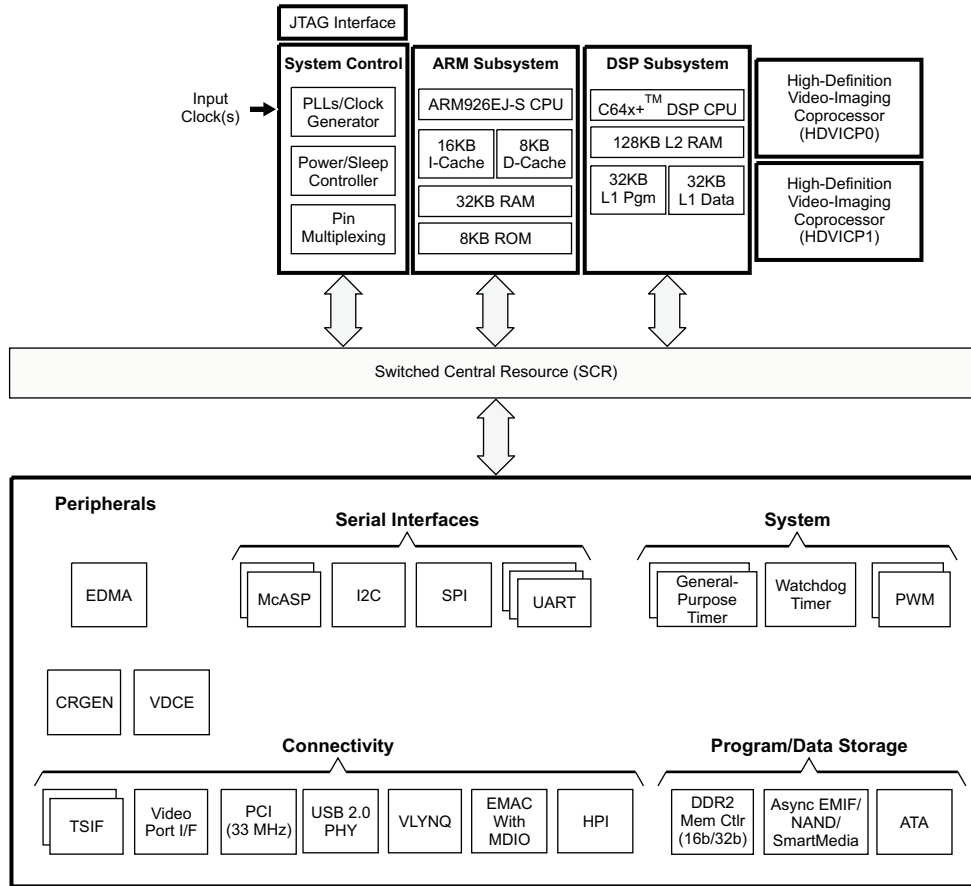 JTAG Interface
System Control
Input
Clock(s)
PLLs/Clock
Generator
Power/Sleep
Controller
Pin
Multiplexing
ARM Subsystem
ARM926EJ-S CPU
16KB
I-Cache
8KB
D-Cache
32KB RAM
8KB ROM
DSP Subsystem
C64x+™ DSP CPU
128KB L2 RAM
32KB
L1 Pgm
32KB
L1 Data
High-Definition
Video-Imaging
Coprocessor
(HDVICP0)
High-Definition
Video-Imaging
Coprocessor
(HDVICP1)
Switched Central Resource (SCR)
Peripherals
EDMA
Serial Interfaces
McASP
I2C
SPI
UART
System
General-
Purpose
Timer
Watchdog
Timer
PWM
CRGEN
VDCE
Connectivity
TSIF
Video
Port I/F
PCI
(33 MHz)
USB 2.0
PHY
VLYNQ
EMAC
With
MDIO
HPI
Program/Data Storage
DDR2
Mem Ctlr
(16b/32b)
Async EMIF/
NAND/
SmartMedia
ATA